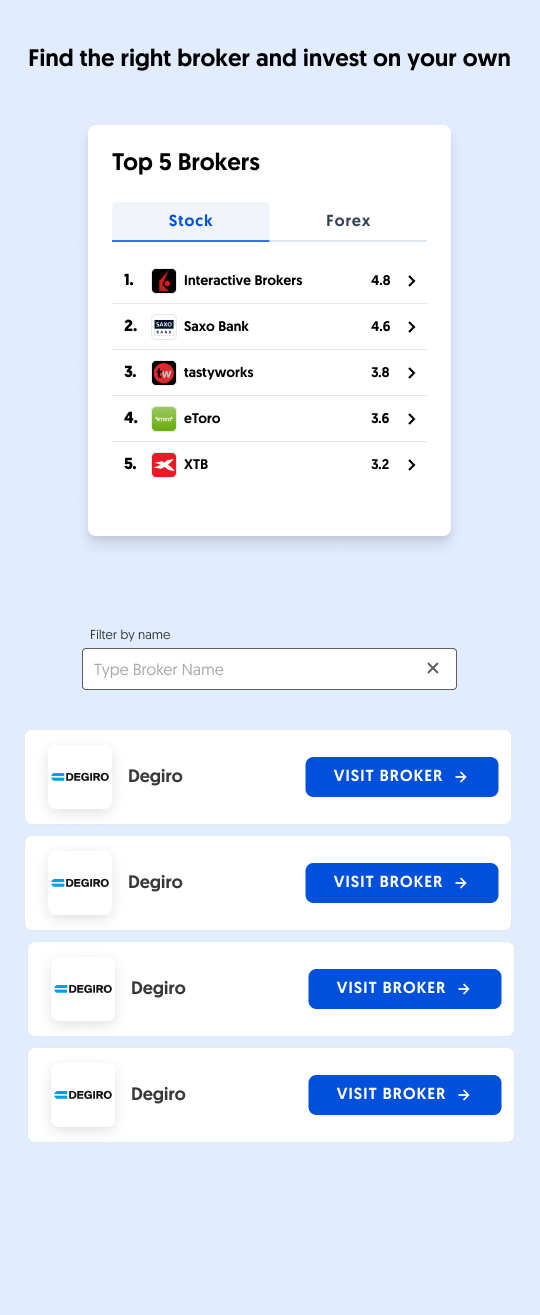 Find the right broker and invest on your own
Top 5 Brokers
Stock Forex
1. Interactive Brokers 4.8
2. SAXO BANK Saxo Bank 4.6
3. tw tastyworks 3.8
4. eToro eToro 3.6
5. XTB 3.2
Filter by name
Type Broker Name
DEGIRO Degiro VISIT BROKER →
DEGIRO Degiro VISIT BROKER →
DEGIRO Degiro VISIT BROKER →
DEGIRO Degiro VISIT BROKER →